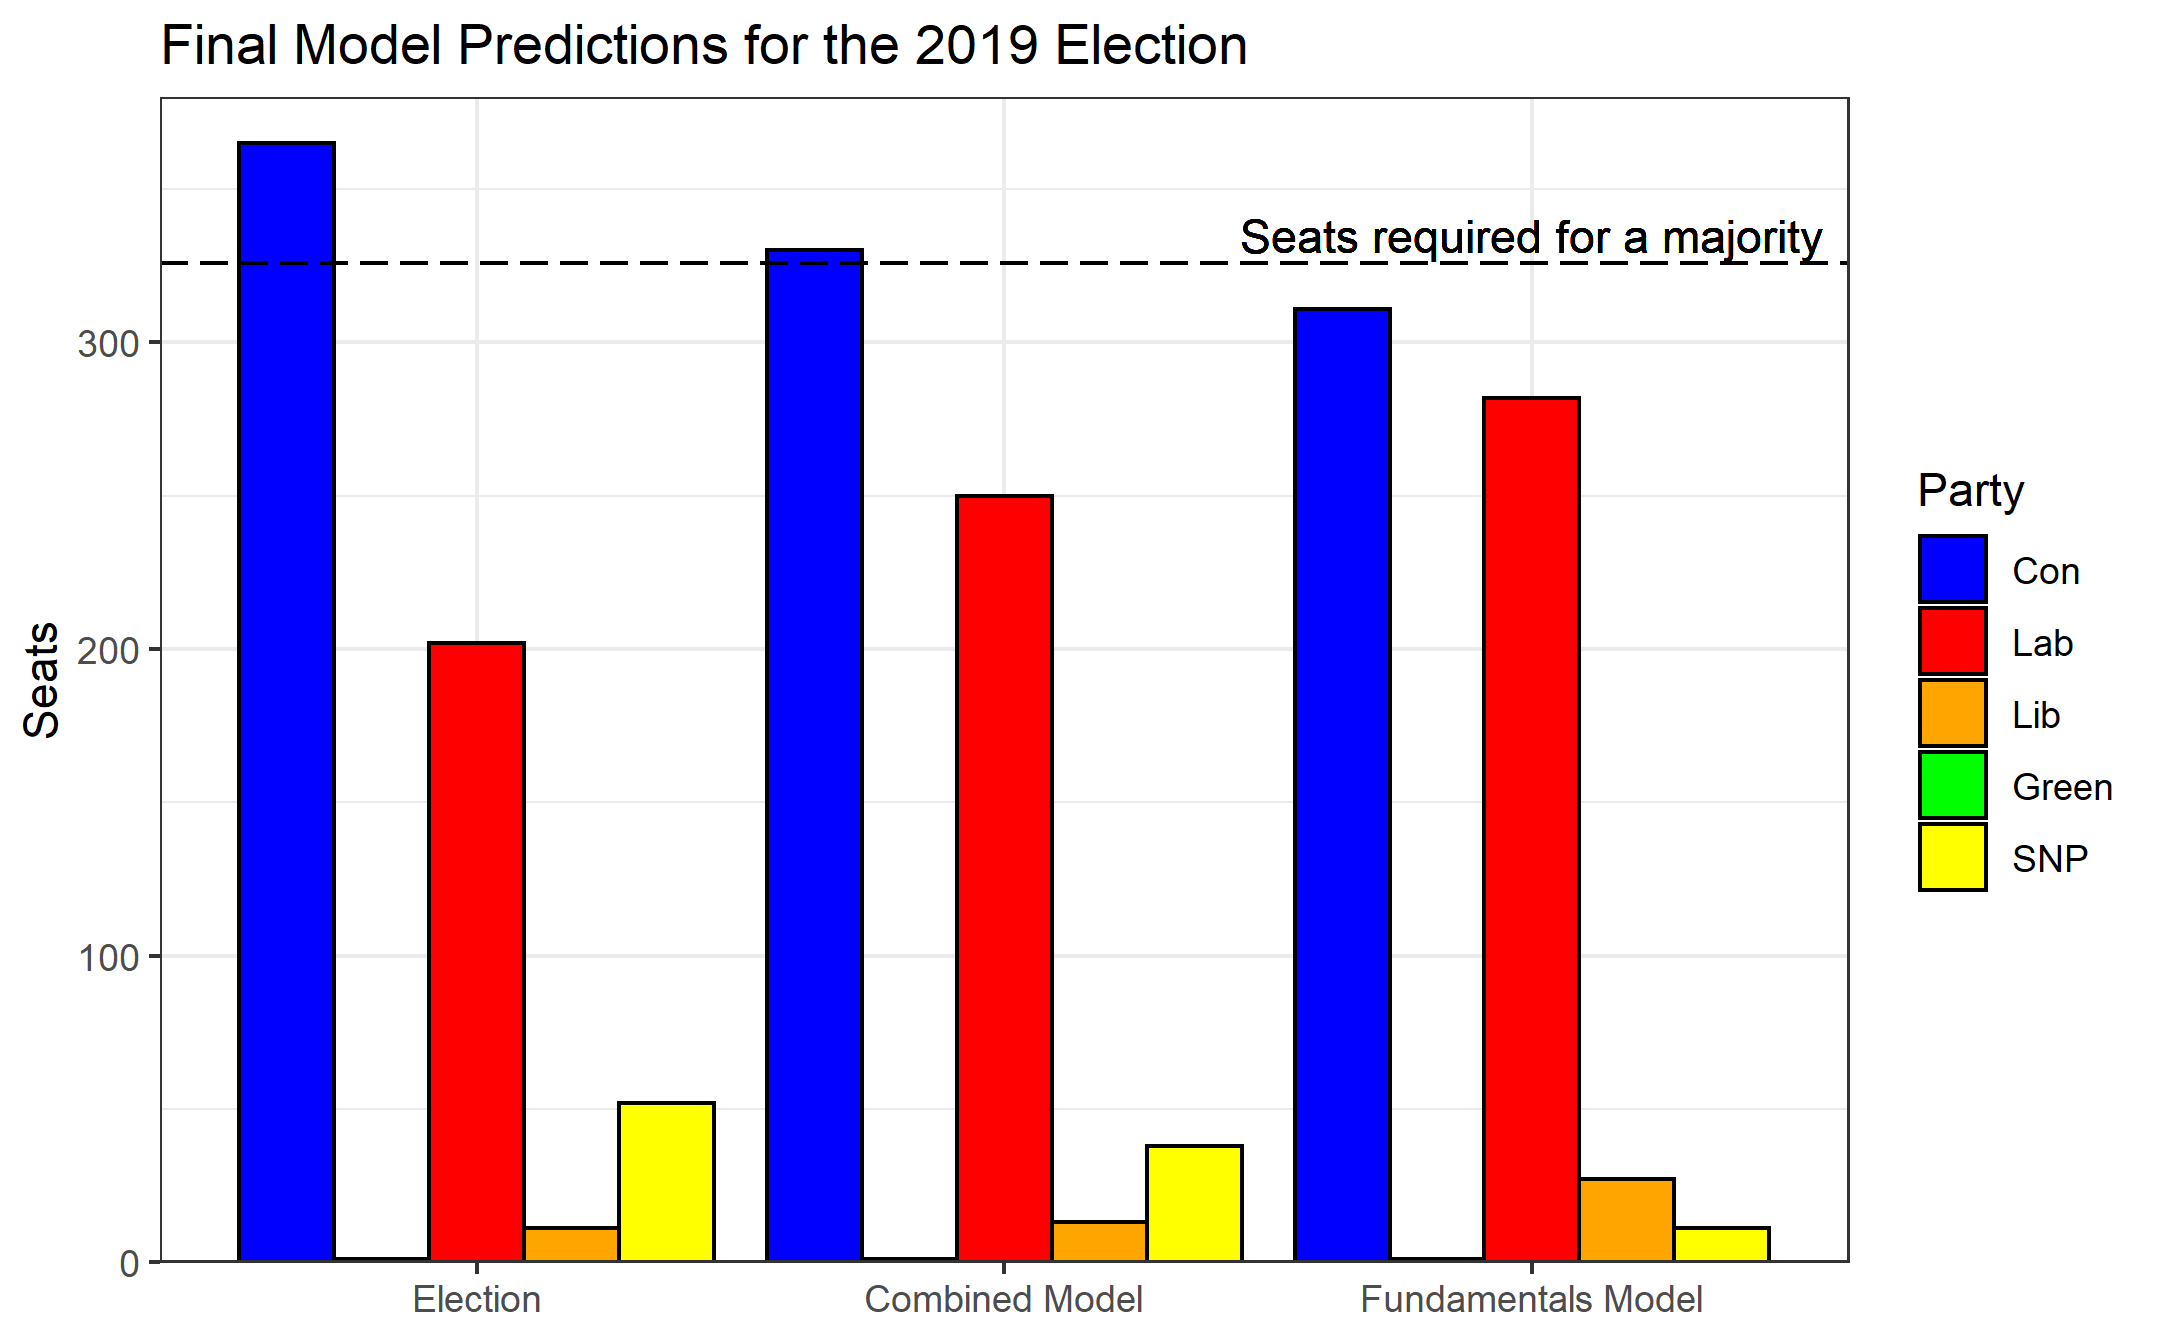 Final Model Predictions for the 2019 Election
Seats required for a majority
300
200
100
0
Seats
Election
Combined Model
Fundamentals Model
Party
Con
Lab
Lib
Green
SNP